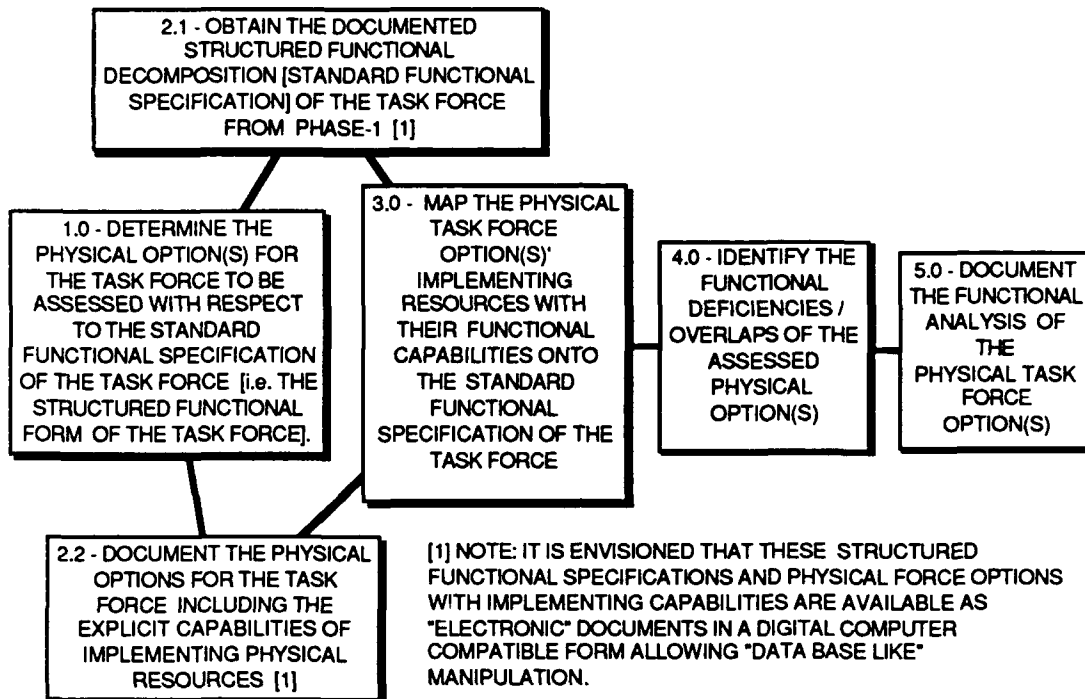 2.1 - OBTAIN THE DOCUMENTED
STRUCTURED FUNCTIONAL
DECOMPOSITION [STANDARD FUNCTIONAL
SPECIFICATION] OF THE TASK FORCE
FROM PHASE-1 [1]
1.0 - DETERMINE THE
PHYSICAL OPTION(S) FOR
THE TASK FORCE TO BE
ASSESSED WITH RESPECT
TO THE STANDARD
FUNCTIONAL SPECIFICATION
OF THE TASK FORCE [i.e. THE
STRUCTURED FUNCTIONAL
FORM OF THE TASK FORCE].
2.2 - DOCUMENT THE PHYSICAL
OPTIONS FOR THE TASK
FORCE INCLUDING THE
EXPLICIT CAPABILITIES OF
IMPLEMENTING PHYSICAL
RESOURCES [1]
3.0 - MAP THE PHYSICAL
TASK FORCE
OPTION(S)'
IMPLEMENTING
RESOURCES WITH
THEIR FUNCTIONAL
CAPABILITIES ONTO
THE STANDARD
FUNCTIONAL
SPECIFICATION OF THE
TASK FORCE
4.0 - IDENTIFY THE
FUNCTIONAL
DEFICIENCIES /
OVERLAPS OF THE
ASSESSED
PHYSICAL
OPTION(S)
5.0 - DOCUMENT
THE FUNCTIONAL
ANALYSIS OF
THE
PHYSICAL TASK
FORCE
OPTION(S)
[1] NOTE: IT IS ENVISIONED THAT THESE STRUCTURED
FUNCTIONAL SPECIFICATIONS AND PHYSICAL FORCE OPTIONS
WITH IMPLEMENTING CAPABILITIES ARE AVAILABLE AS
"ELECTRONIC" DOCUMENTS IN A DIGITAL COMPUTER
COMPATIBLE FORM ALLOWING "DATA BASE LIKE"
MANIPULATION.